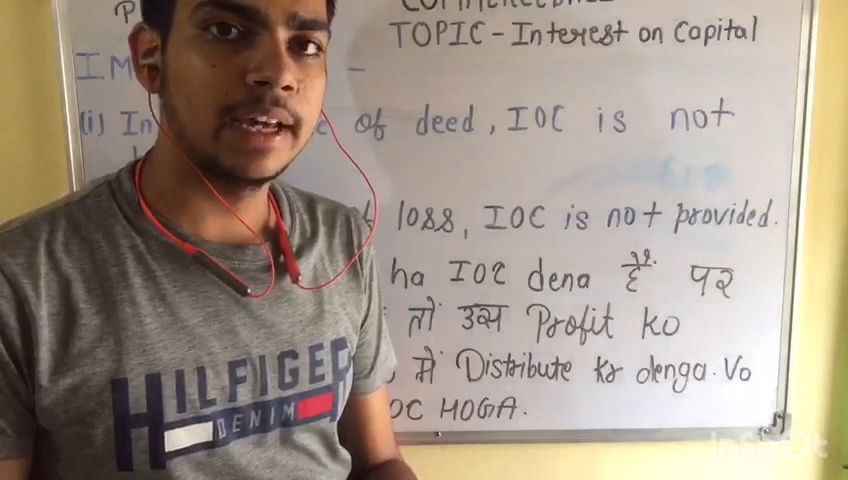 TOPIC - Interest on Capital
(i) In of deed, IOC is not
loss, IOC is not provided.
IOC dena है पर
तो उस Profit ko
में Distribute kr denga. Vo
OC HOGA.
HILFIGER
DENIM
InShot